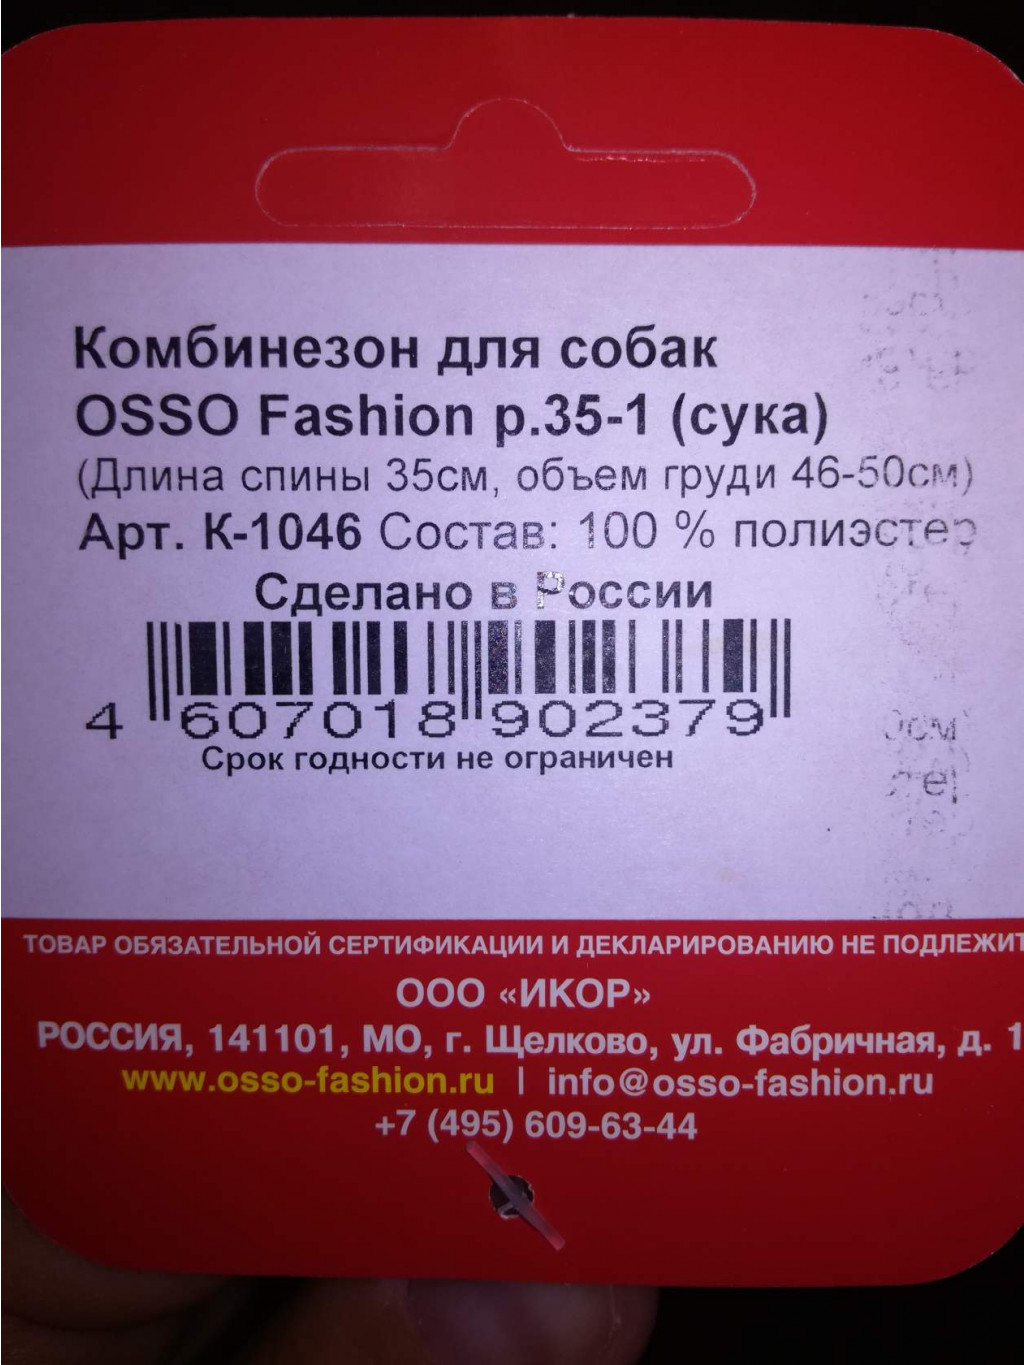 Комбинезон для собак
OSSO Fashion р.35-1 (сука)
(Длина спины 35см, объем груди 46-50см)
Арт. К-1046 Состав: 100 % полиэстер
Сделано в России
4 607018 902379
Срок годности не ограничен
ТОВАР ОБЯЗАТЕЛЬНОЙ СЕРТИФИКАЦИИ И ДЕКЛАРИРОВАНИЮ НЕ ПОДЛЕЖИТ
ООО «ИКОР»
РОССИЯ, 141101, МО, г. Щелково, ул. Фабричная, д. 1
www.osso-fashion.ru | info@osso-fashion.ru
+7 (495) 609-63-44